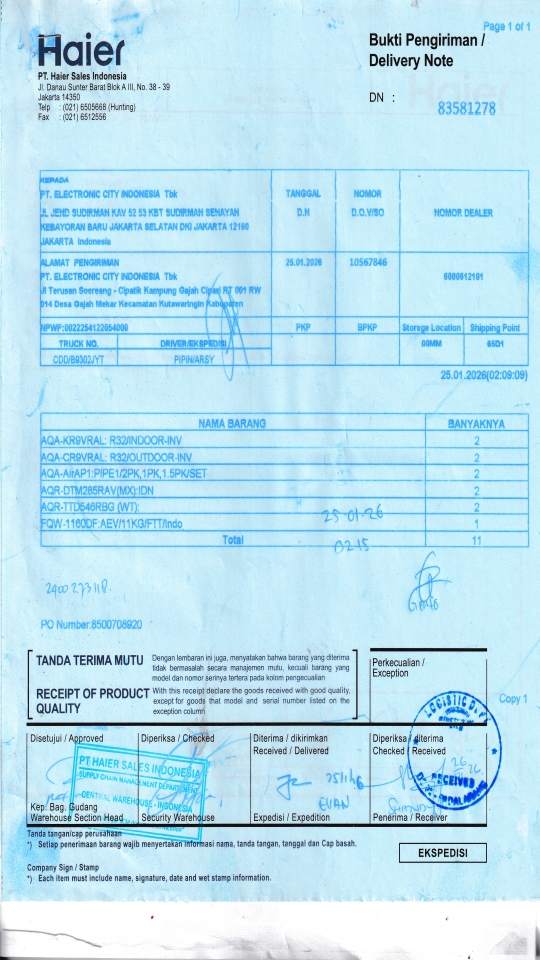 Page 1 of 1
Haier
Bukti Pengiriman /
Delivery Note
PT. Haier Sales Indonesia
Jl. Danau Sunter Barat Blok A III, No. 38 - 39
Jakarta 14350
Telp : (021) 6505668 (Hunting)
Fax : (021) 6512556
DN : 83581278
KEPADA
PT. ELECTRONIC CITY INDONESIA Tbk
JL JEND SUDIRMAN KAV 52 53 KBT SUDIRMAN SENAYAN
KEBAYORAN BARU JAKARTA SELATAN DKI JAKARTA 12190
JAKARTA Indonesia
TANGGAL
D.N
NOMOR
D.O.Y/SO
NOMOR DEALER
ALAMAT PENGIRIMAN
PT. ELECTRONIC CITY INDONESIA Tbk
Jl Terusan Soereang - Cipatik Kampung Gajah RT 001 RW
014 Desa Gajah Mekar Kecamatan Kutawaringin Kabupaten
25.01.2026
10567846
6000612101
NPWP:0022254122054000
PKP
BPKP
Storege Location
Shipping Point
TRUCK NO.
DRIVER/EKSPEDISI
00MM
65D1
CDD/B9302JYT
PIPIN/ARSY
25.01.2026(02:09:09)
NAMA BARANG BANYAKNYA
AQA-KR9VRAL: R32/INDOOR-INV 2
AQA-CR9VRAL: R32/OUTDOOR-INV 2
AQA-AirAP1:PIPE1/2PK,1PK,1.5PK/SET 2
AQR-DTM285RAV(MX):IDN 2
AQR-TTD546RBG (WT): 2
FQW-1160DF:AEV/11KG/FTT/Indo 1
Total 11
25-01-26
02.15
PO Number:8500708920
TANDA TERIMA MUTU
Dengan lembaran ini juga, menyatakan bahwa barang yang diterima
tidak bermasalah secara manajemen mutu, kecuali barang yang
model dan nomor serinya tertera pada kolom pengecualian
RECEIPT OF PRODUCT
QUALITY
With this receipt declare the goods received with good quality,
except for goods that model and serial number listed on the
exception column
Perkecualian /
Exception
Copy 1
Disetujui / Approved
Diperiksa / Checked
Diterima / dikirimkan
Received / Delivered
Diperiksa / diterima
Checked / Received
PT HAIER SALES INDONESIA
SUPPLY CHAIN MANAGEMENT DEPARTMENT
CENTRAL WAREHOUSE - INDONESIA
LOGISTIC
RECEIVED
25/1/26
EVAN
Kep. Bag. Gudang
Warehouse Section Head
Security Warehouse
Expedisi / Expedition
Penerima / Receiver
Tanda tangan/cap perusahaan
*) Setiap penerimaan barang wajib menyertakan informasi nama, tanda tangan, tanggal dan Cap basah.
EKSPEDISI
Company Sign / Stamp
*) Each item must include name, signature, date and wet stamp information.